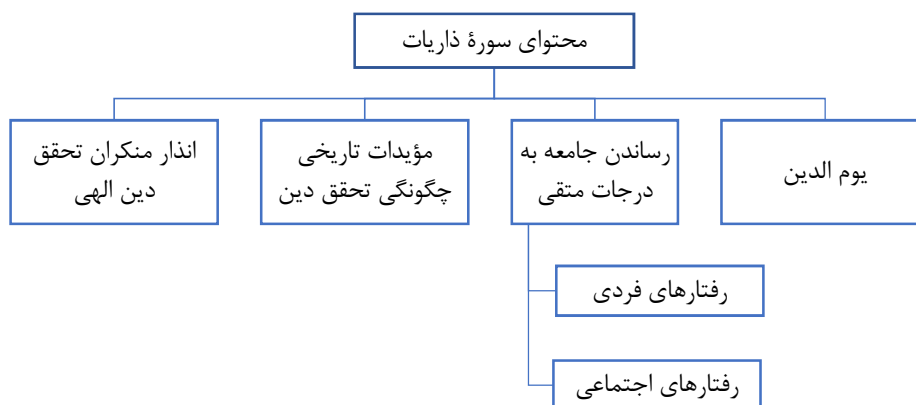 محتوای سورۀ ذاریات
یوم الدین
رساندن جامعه به
درجات متقی
مؤیدات تاریخی
چگونگی تحقق دین
انذار منکران تحقق
دین الهی
رفتارهای فردی
رفتارهای اجتماعی